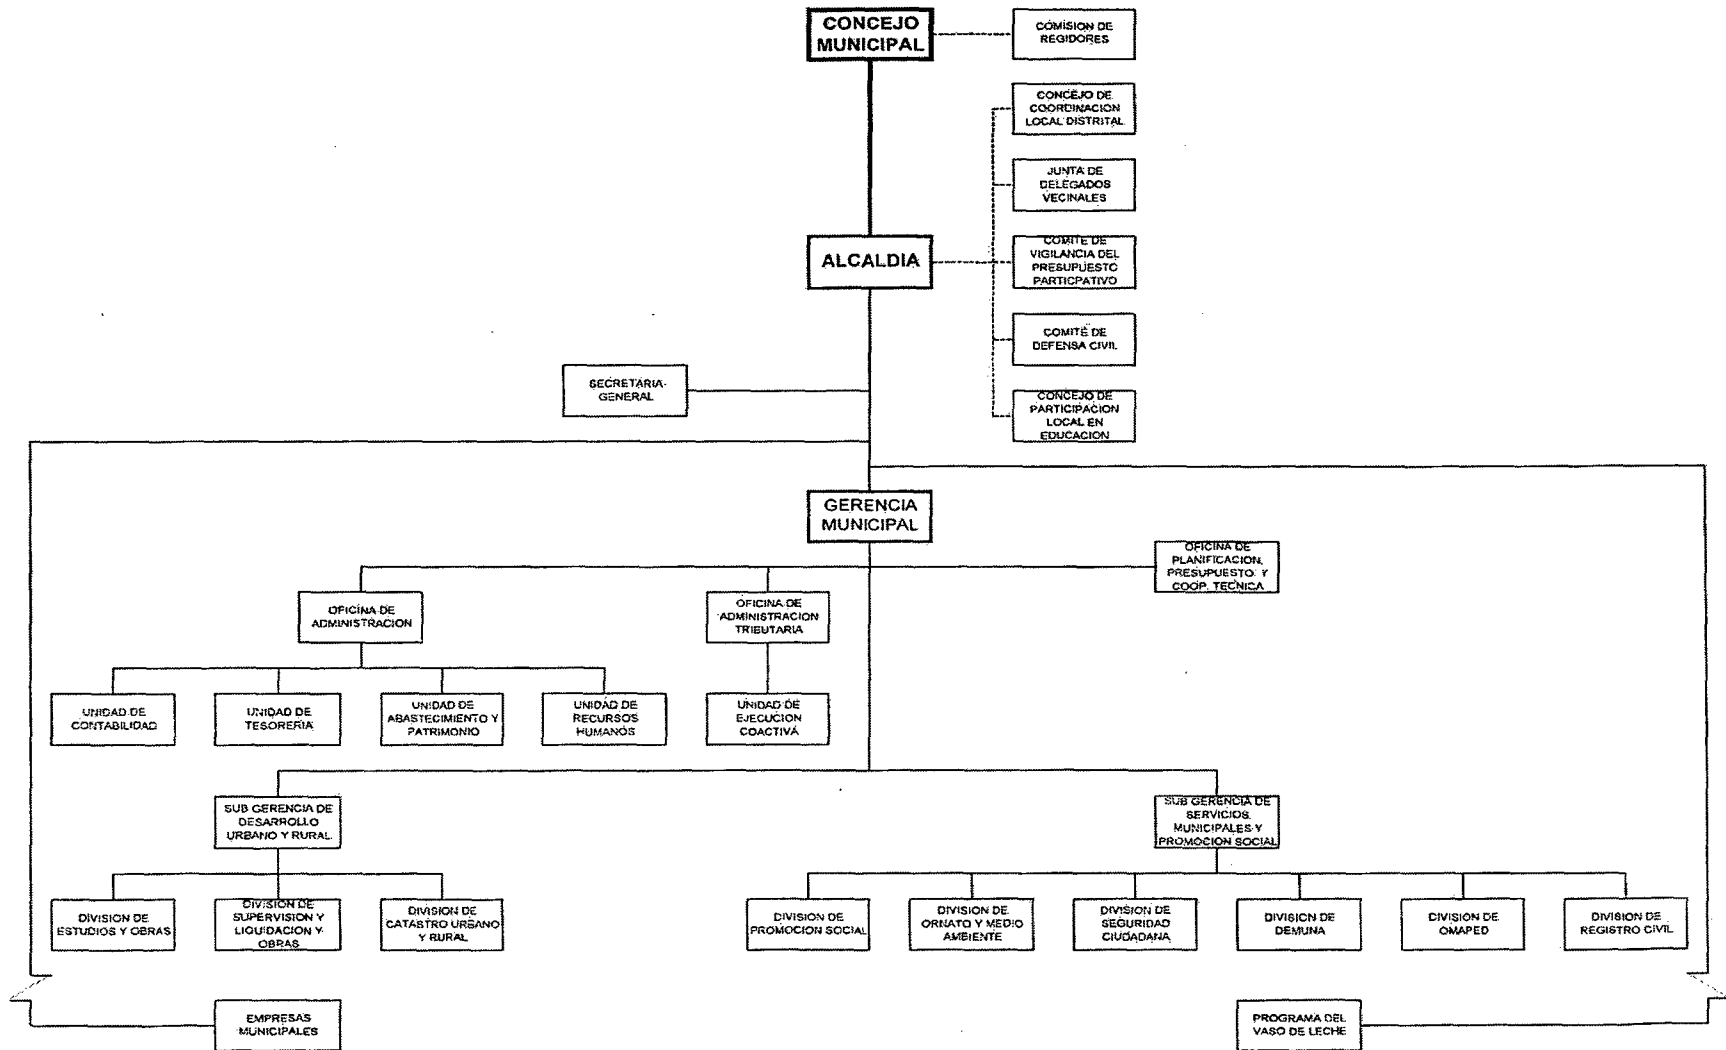 CONCEJO
MUNICIPAL
COMISION DE
REGIDORES
CONCEJO DE
COORDINACION
LOCAL DISTRITAL
JUNTA DE
DELEGADOS
VECINALES
ALCALDIA
COMITE DE
VIGILANCIA DEL
PRESUPUESTO
PARTICPATIVO
COMITÉ DE
DEFENSA CIVIL
SECRETARIA
GENERAL
CONCEJO DE
PARTICIPACION
LOCAL EN
EDUCACION
GERENCIA
MUNICIPAL
OFICINA DE
PLANIFICACION,
PRESUPUESTO Y
COOP. TECNICA
OFICINA DE
ADMINISTRACION
OFICINA DE
ADMINISTRACION
TRIBUTARIA
UNIDAD DE
CONTABILIDAD
UNIDAD DE
TESORERIA
UNIDAD DE
ABASTECIMIENTO Y
PATRIMONIO
UNIDAD DE
RECURSOS
HUMANOS
UNIDAD DE
EJECUCION
COACTIVA
SUB GERENCIA DE
DESARROLLO
URBANO Y RURAL
SUB GERENCIA DE
SERVICIOS
MUNICIPALES Y
PROMOCION SOCIAL
DIVISION DE
ESTUDIOS Y OBRAS
DIVISION DE
SUPERVISION Y
LIQUIDACION Y
OBRAS
DIVISION DE
CATASTRO URBANO
Y RURAL
DIVISION DE
PROMOCION SOCIAL
DIVISION DE
ORNATO Y MEDIO
AMBIENTE
DIVISION DE
SEGURIDAD
CIUDADANA
DIVISION DE
DEMUNA
DIVISION DE
OMAPED
DIVISION DE
REGISTRO CIVIL
EMPRESAS
MUNICIPALES
PROGRAMA DEL
VASO DE LECHE